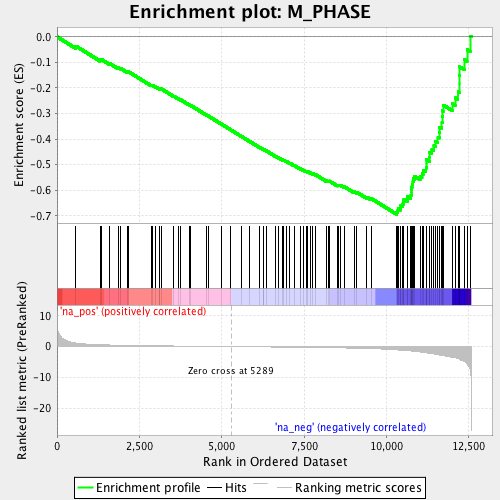 Enrichment plot: M_PHASE
Enrichment score (ES)
0.0
-0.1
-0.2
-0.3
-0.4
-0.5
-0.6
-0.7
'na_pos' (positively correlated)
Ranked list metric (PreRanked)
10
0
-10
-20
Zero cross at 5289
'na_neg' (negatively correlated)
0
2,500
5,000
7,500
10,000
12,500
Rank in Ordered Dataset
Enrichment profile
Hits
Ranking metric scores